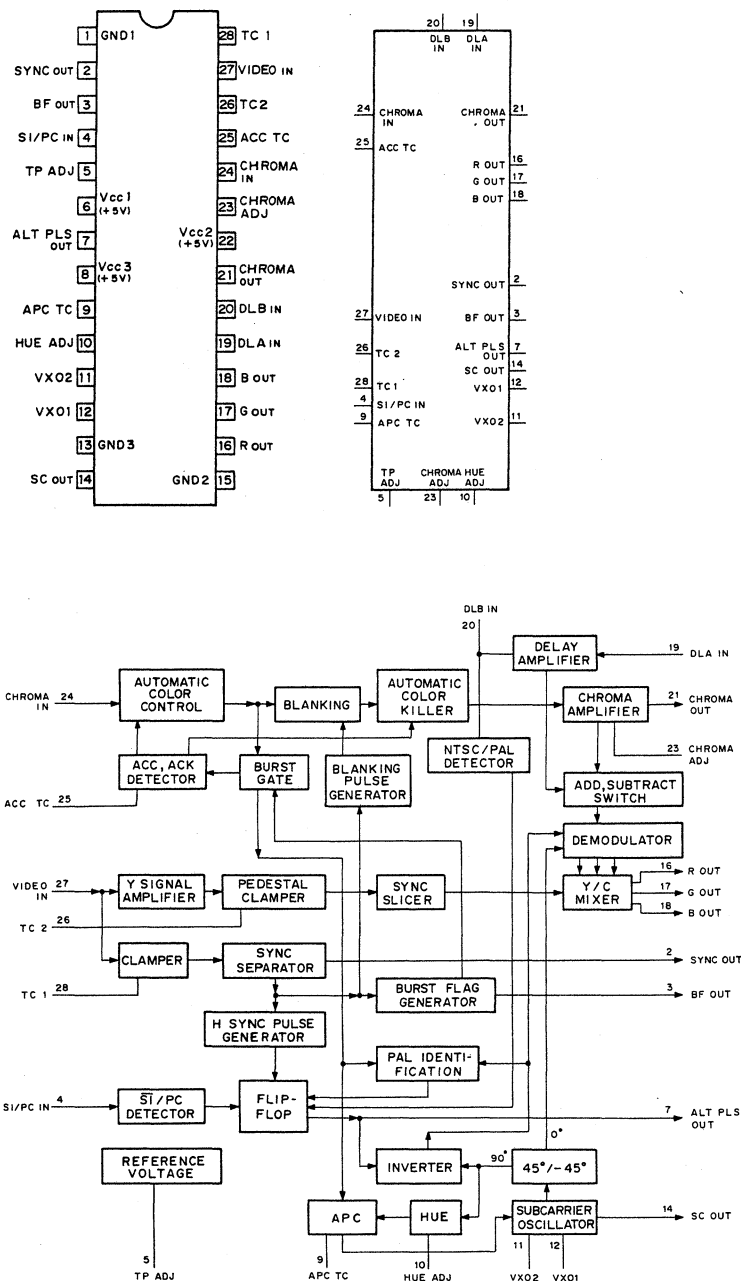 1 GND1
28 TC 1
SYNC OUT 2
27 VIDEO IN
BF OUT 3
26 TC2
SI/PC IN 4
25 ACC TC
TP ADJ 5
24 CHROMA
IN
6 Vcc1
(+5V)
23 CHROMA
ADJ
ALT PLS
OUT 7
Vcc2
(+5V) 22
8 Vcc3
(+5V)
21 CHROMA
OUT
APC TC 9
20 DLB IN
HUE ADJ 10
19 DLA IN
VXO2 11
18 B OUT
VXO1 12
17 G OUT
13 GND3
16 R OUT
SC OUT 14
GND2 15
20 19
DLB
IN
DLA
IN
24 CHROMA
IN
25 ACC TC
CHROMA
OUT 21
R OUT 16
G OUT 17
B OUT 18
SYNC OUT 2
27 VIDEO IN
BF OUT 3
26 TC 2
ALT PLS
OUT 7
SC OUT 14
28 TC1
VXO1 12
4 SI/PC IN
9 APC TC
VXO2 11
TP
ADJ
CHROMA
ADJ
HUE
ADJ
5 23 10
DLB IN
20
DELAY
AMPLIFIER
19 DLA IN
CHROMA
IN 24
AUTOMATIC
COLOR
CONTROL
BLANKING
AUTOMATIC
COLOR
KILLER
CHROMA
AMPLIFIER
21 CHROMA
OUT
NTSC/PAL
DETECTOR
23 CHROMA
ADJ
ACC, ACK
DETECTOR
BURST
GATE
BLANKING
PULSE
GENERATOR
ADD, SUBTRACT
SWITCH
ACC TC 25
DEMODULATOR
VIDEO
IN 27
Y SIGNAL
AMPLIFIER
PEDESTAL
CLAMPER
SYNC
SLICER
Y/C
MIXER
16 R OUT
17 G OUT
18 B OUT
TC 2 26
CLAMPER
SYNC
SEPARATOR
2 SYNC OUT
TC 1 28
BURST FLAG
GENERATOR
3 BF OUT
H SYNC PULSE
GENERATOR
PAL IDENTI-
FICATION
SI/PC IN 4
SI/PC
DETECTOR
FLIP-
FLOP
7 ALT PLS
OUT
0°
REFERENCE
VOLTAGE
INVERTER
90°
45°/-45°
APC
HUE
SUBCARRIER
OSCILLATOR
14 SC OUT
5
TP ADJ
9
APC TC
10
HUE ADJ
11
VXO2
12
VXO1